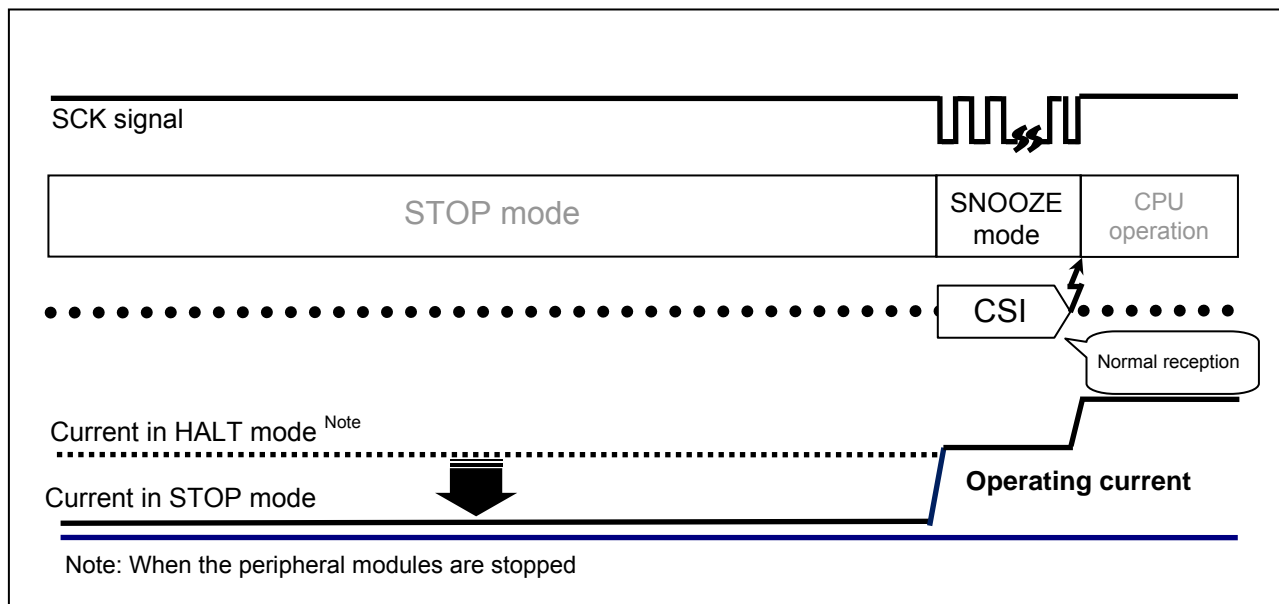 SCK signal
STOP mode
SNOOZE
mode
CPU
operation
CSI
Normal reception
Current in HALT mode Note
Current in STOP mode
Operating current
Note: When the peripheral modules are stopped